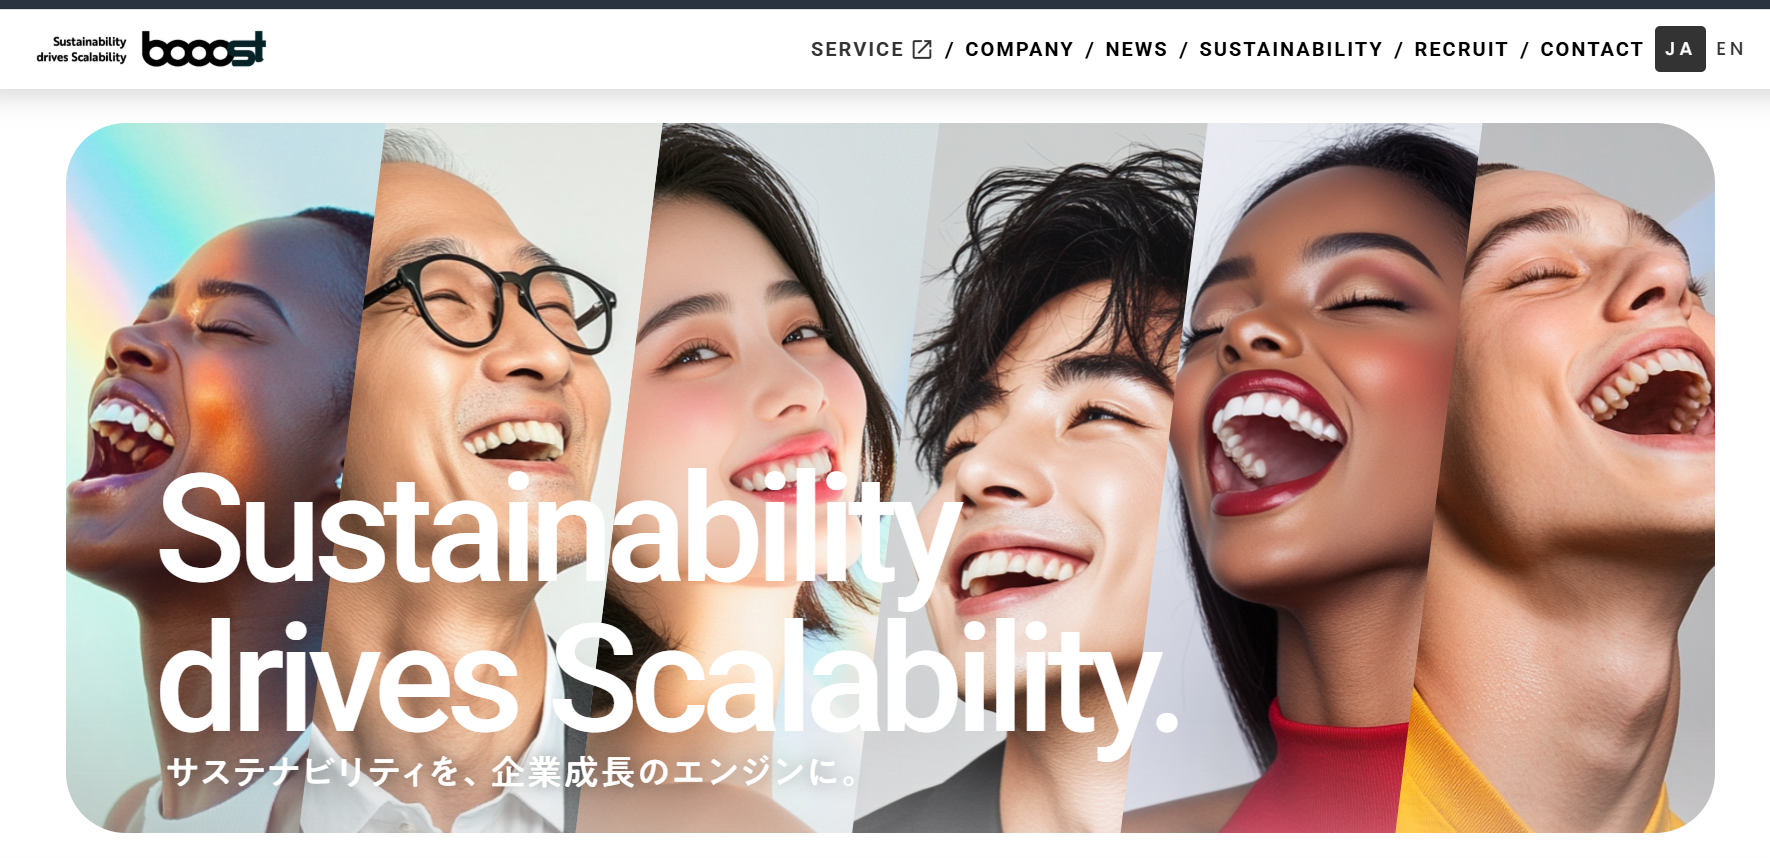 Sustainability
drives Scalability
booost
SERVICE / COMPANY / NEWS / SUSTAINABILITY / RECRUIT / CONTACT JA EN
Sustainability
drives Scalability.
サステナビリティを、企業成長のエンジンに。